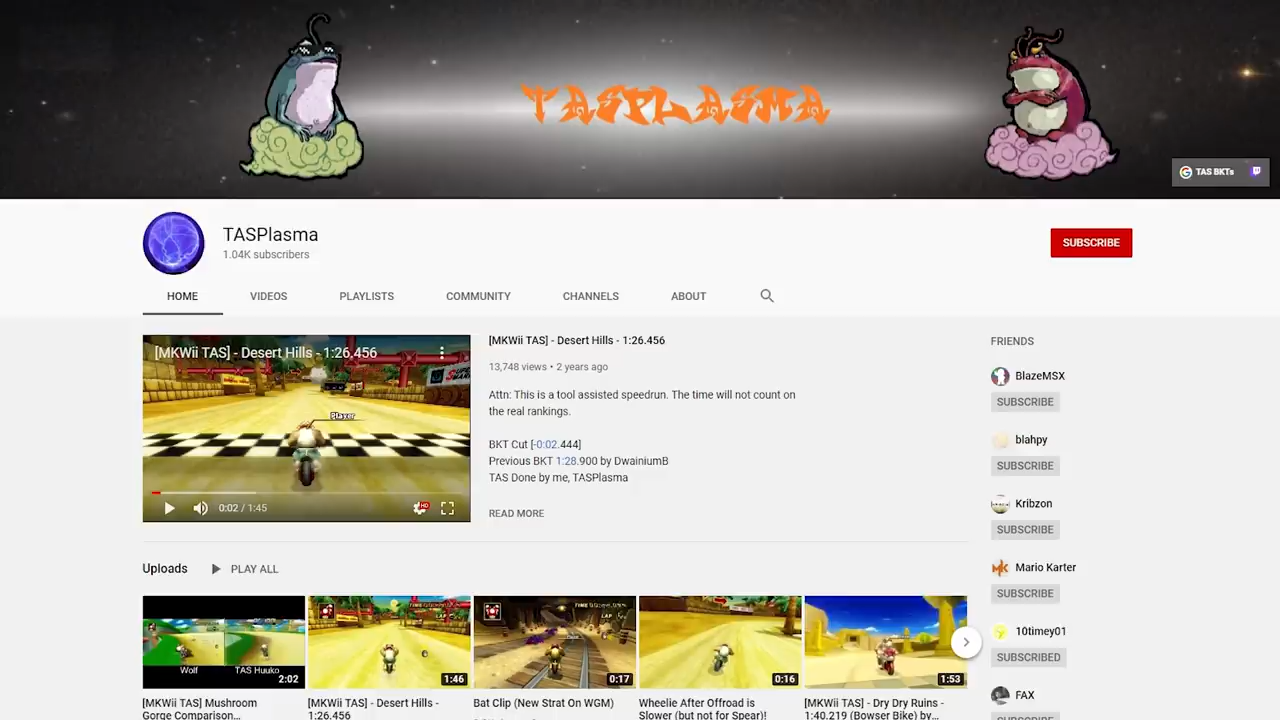 TASPLASMA
TAS BKTs
TASPlasma
1.04K subscribers
SUBSCRIBE
HOME
VIDEOS
PLAYLISTS
COMMUNITY
CHANNELS
ABOUT
[MKWii TAS] - Desert Hills - 1:26.456
Player
0:02 / 1:45
HD
[MKWii TAS] - Desert Hills - 1:26.456
13,748 views • 2 years ago
Attn: This is a tool assisted speedrun. The time will not count on
the real rankings.
BKT Cut [-0:02.444]
Previous BKT 1:28.900 by DwainiumB
TAS Done by me, TASPlasma
READ MORE
FRIENDS
BlazeMSX
SUBSCRIBE
blahpy
SUBSCRIBE
Kribzon
SUBSCRIBE
Mario Karter
SUBSCRIBE
10timey01
SUBSCRIBED
FAX
Uploads
PLAY ALL
Wolf
TAS Huuko
2:02
1:46
0:17
0:16
1:53
[MKWii TAS] Mushroom
Gorge Comparison...
[MKWii TAS] - Desert Hills -
1:26.456
Bat Clip (New Strat On WGM)
Wheelie After Offroad is
Slower (but not for Spear)!
[MKWii TAS] - Dry Dry Ruins -
1:40.219 (Bowser Bike) by...